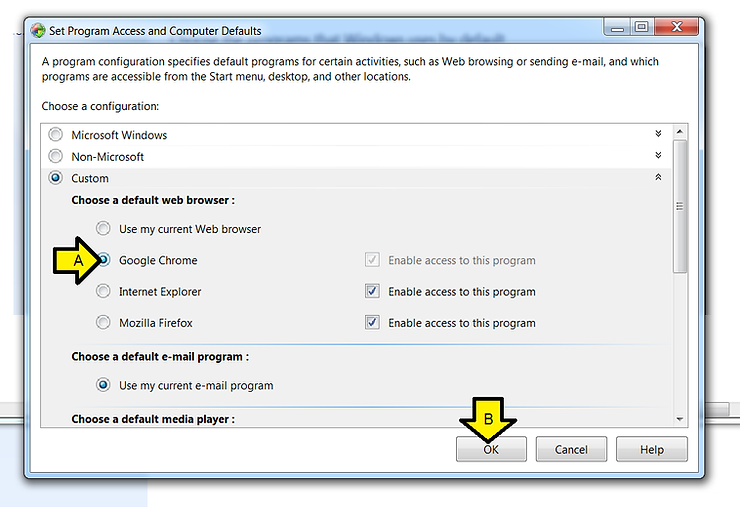 Set Program Access and Computer Defaults
A program configuration specifies default programs for certain activities, such as Web browsing or sending e-mail, and which
programs are accessible from the Start menu, desktop, and other locations.
Choose a configuration:
Microsoft Windows
Non-Microsoft
Custom
Choose a default web browser :
Use my current Web browser
A Google Chrome Enable access to this program
Internet Explorer Enable access to this program
Mozilla Firefox Enable access to this program
Choose a default e-mail program :
Use my current e-mail program
Choose a default media player :
B
OK Cancel Help